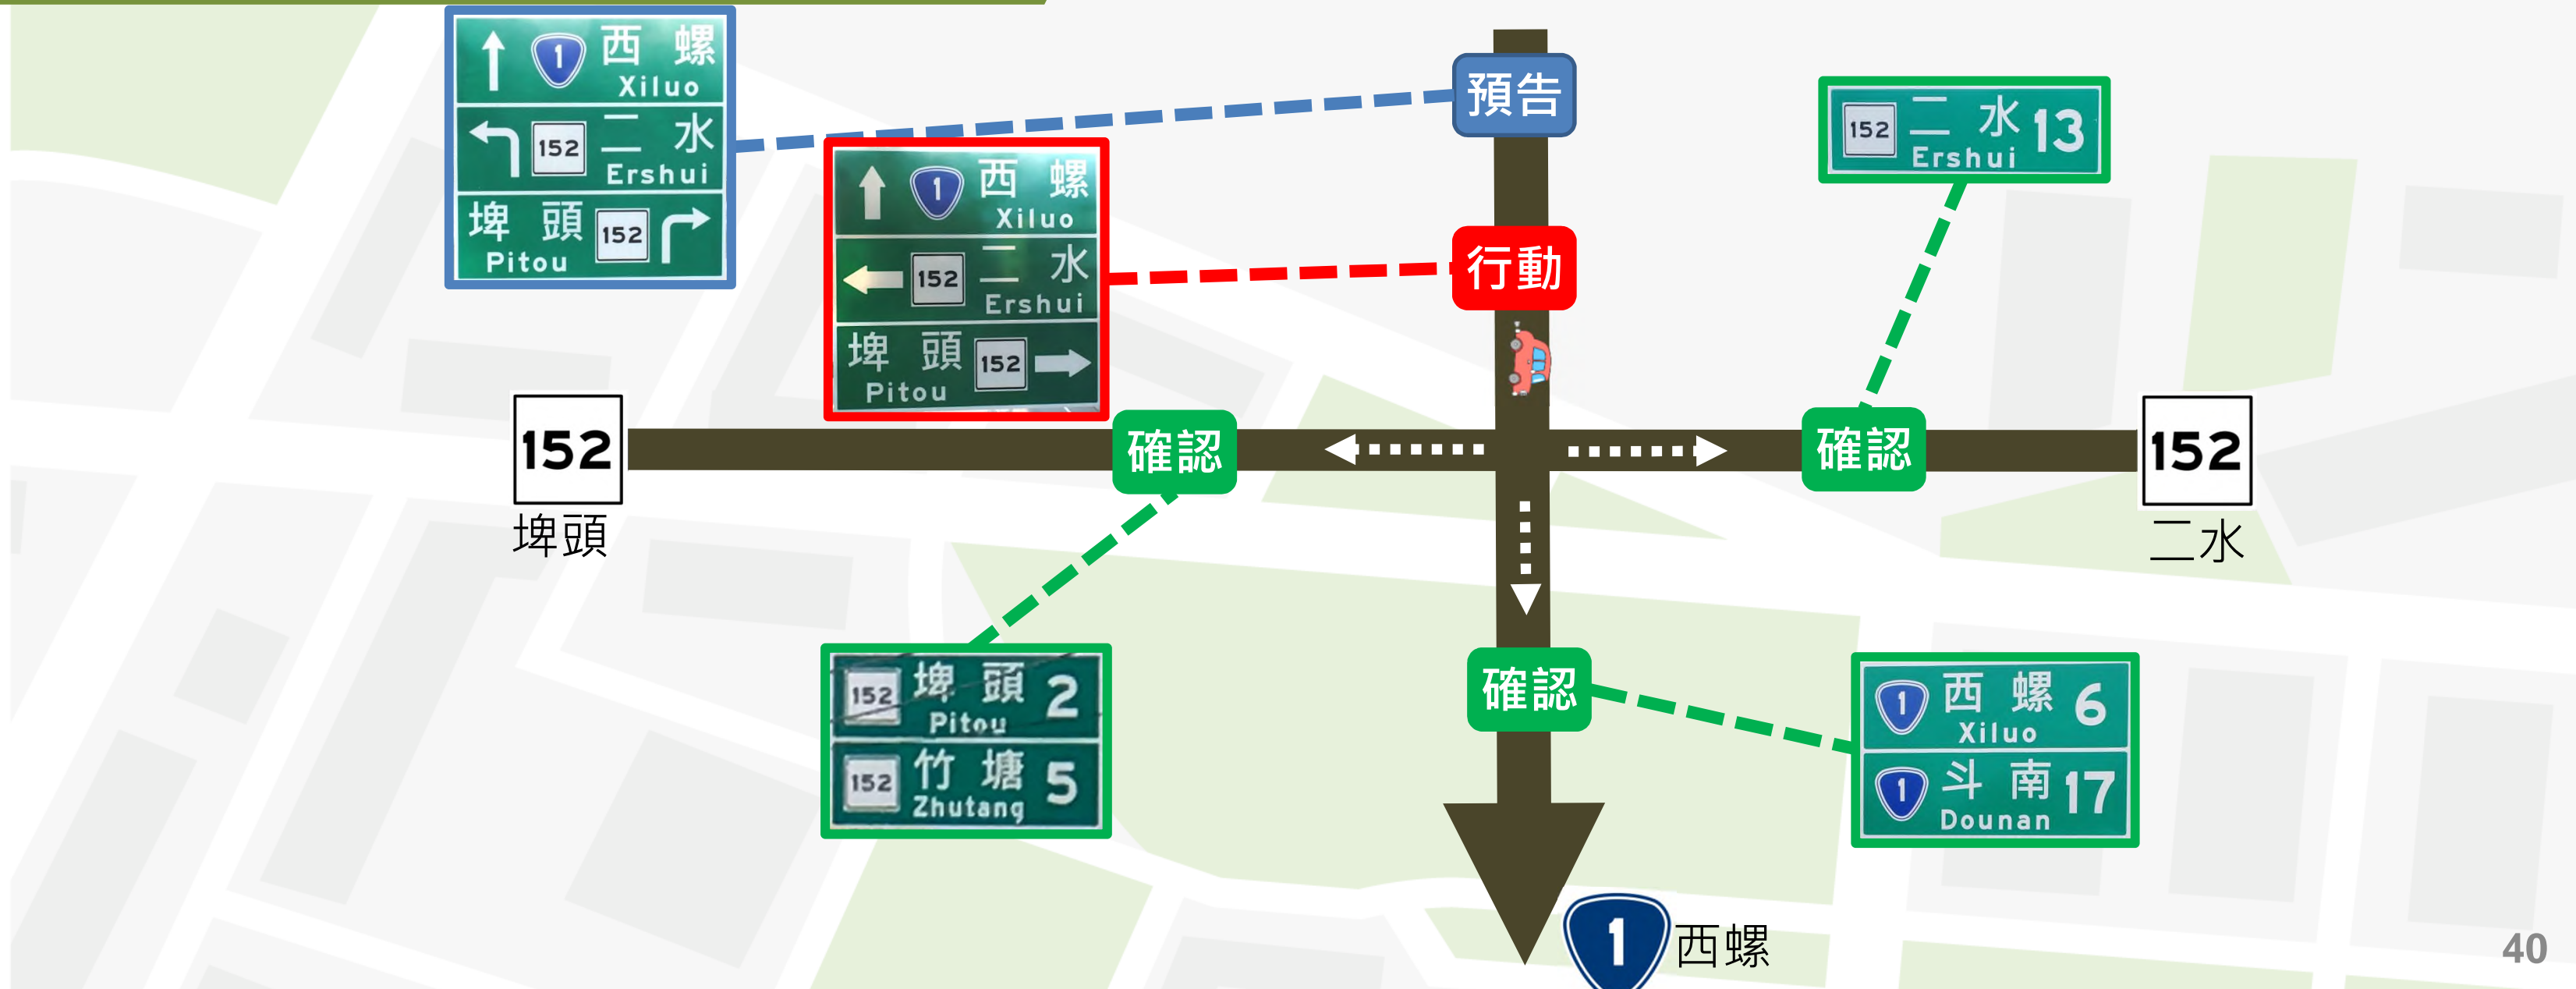 1 西螺
Xiluo
152 二水
Ershui
埤頭 152
Pitou
1 西螺
Xiluo
152 二水
Ershui
埤頭 152
Pitou
預告
行動
152 二水 13
Ershui
152
埤頭
確認
確認
152
二水
152 埤頭 2
Pitou
152 竹塘 5
Zhutang
確認
1 西螺 6
Xiluo
1 斗南 17
Dounan
1 西螺
40